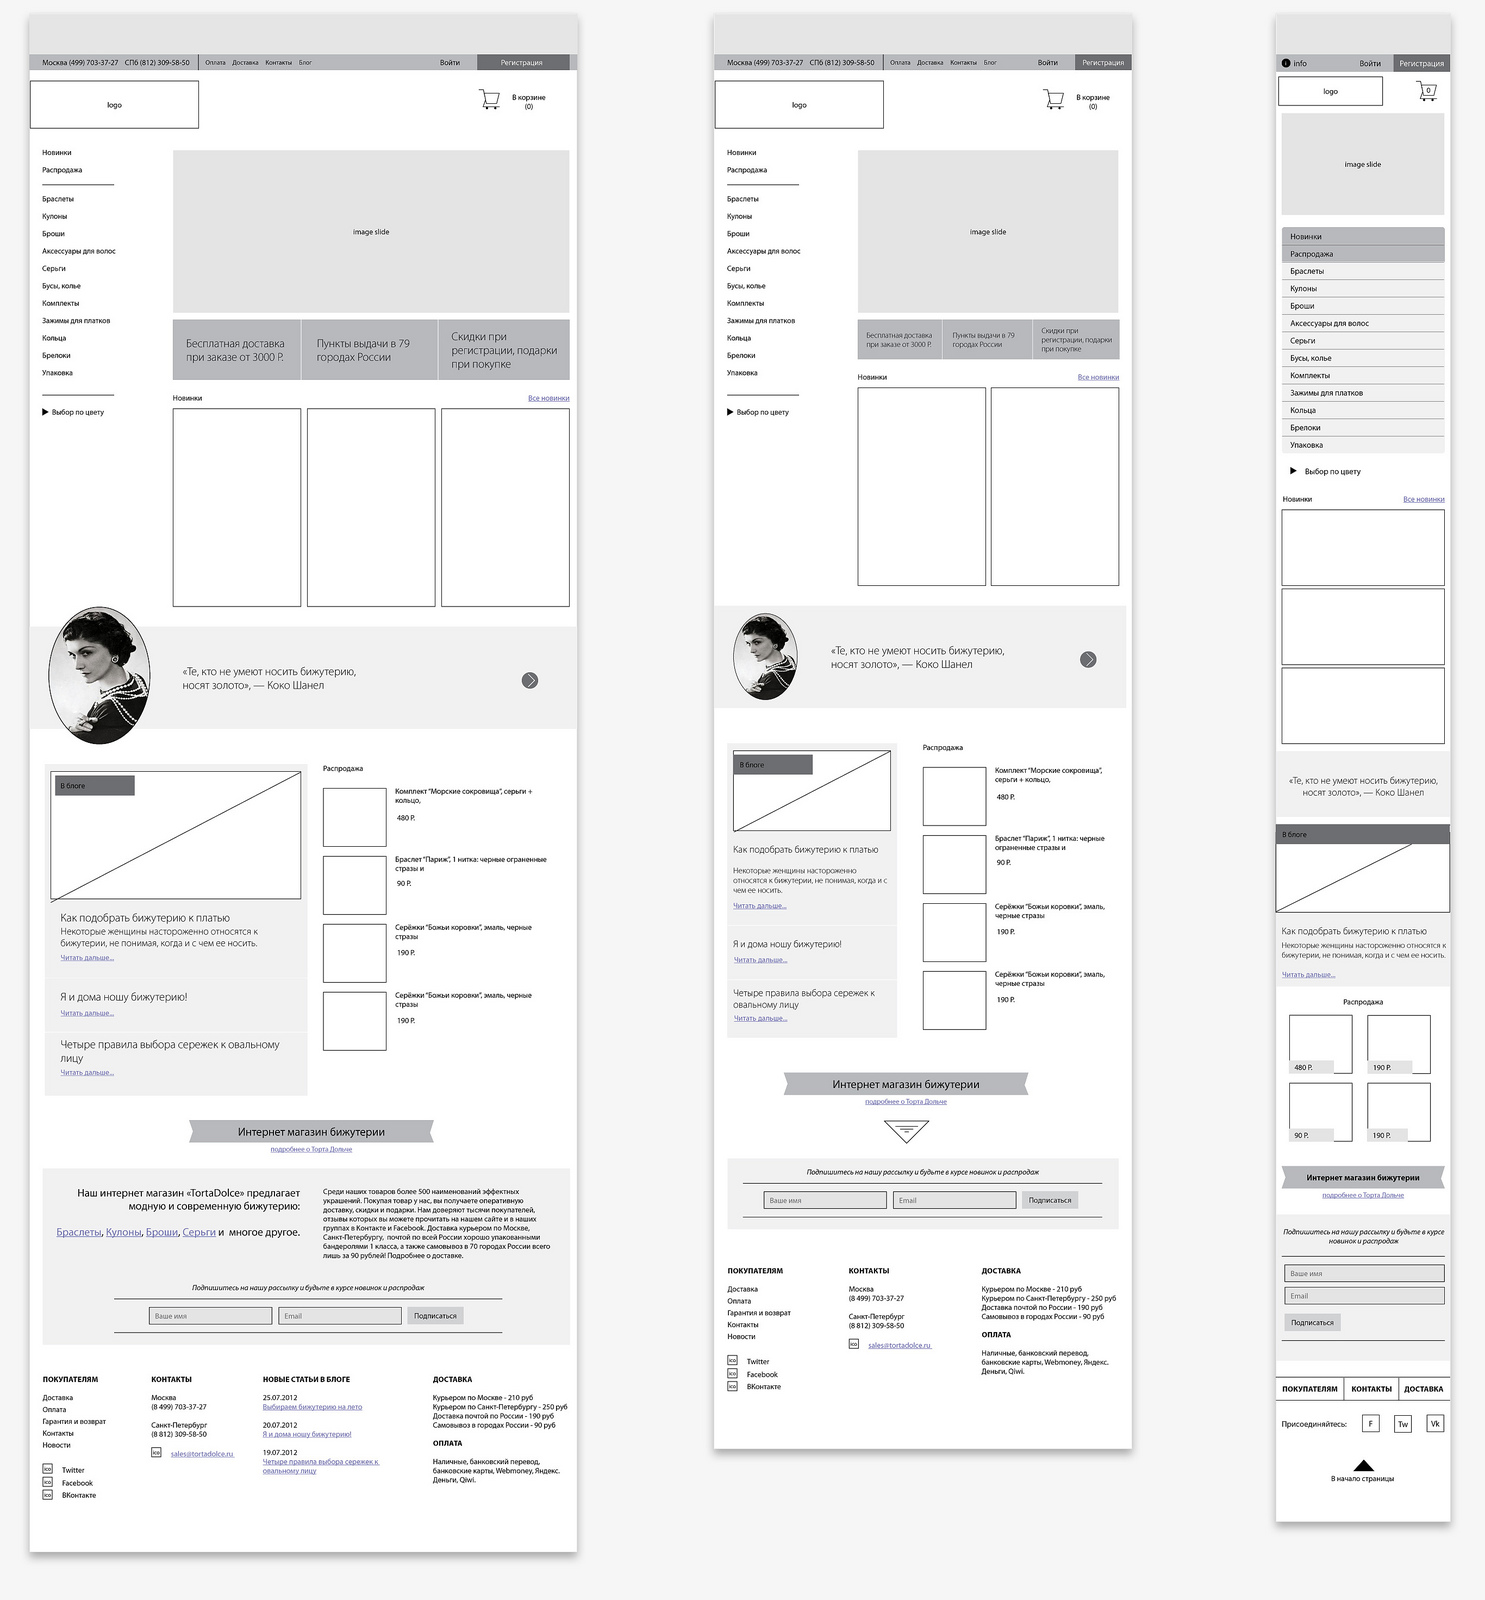 Москва (499) 703-37-27 СПб (812) 309-58-50 Оплата Доставка Контакты Блог Войти Регистрация
logo
В корзине
(0)
Новинки
Распродажа
Браслеты
Кулоны
Броши
Аксессуары для волос
Серьги
Бусы, колье
Комплекты
Зажимы для платков
Кольца
Брелоки
Упаковка
Выбор по цвету
image slide
Бесплатная доставка
при заказе от 3000 Р.
Пункты выдачи в 79
городах России
Скидки при
регистрации, подарки
при покупке
Новинки Все новинки
«Те, кто не умеют носить бижутерию,
носят золото», — Коко Шанел
В блоге
Как подобрать бижутерию к платью
Некоторые женщины настороженно относятся к
бижутерии, не понимая, когда и с чем ее носить.
Читать дальше...
Я и дома ношу бижутерию!
Читать дальше...
Четыре правила выбора сережек к овальному
лицу
Читать дальше...
Распродажа
Комплект "Морские сокровища", серьги +
кольцо,
480 Р.
Браслет "Париж", 1 нитка: черные ограненные
стразы и
90 Р.
Серёжки "Божьи коровки", эмаль, черные
стразы
190 Р.
Серёжки "Божьи коровки", эмаль, черные
стразы
190 Р.
Интернет магазин бижутерии
подробнее о Торта Дольче
Наш интернет магазин «TortaDolce» предлагает
модную и современную бижутерию:
Браслеты, Кулоны, Броши, Серьги и многое другое.
Среди наших товаров более 500 наименований эффектных
украшений. Покупая товар у нас, вы получаете оперативную
доставку, скидки и подарки. Нам доверяют тысячи покупателей,
отзывы которых вы можете прочитать на нашем сайте и в наших
группах в Контакте и Facebook. Доставка курьером по Москве,
Санкт-Петербургу, почтой по всей России хорошо упакованными
бандеролями 1 класса, а также самовывоз в 70 городах России всего
лишь за 90 рублей! Подробнее о доставке.
Подпишитесь на нашу рассылку и будьте в курсе новинок и распродаж
Ваше имя Email Подписаться
ПОКУПАТЕЛЯМ
Доставка
Оплата
Гарантия и возврат
Контакты
Новости
ico Twitter
ico Facebook
ico ВКонтакте
КОНТАКТЫ
Москва
(8 499) 703-37-27
Санкт-Петербург
(8 812) 309-58-50
ico sales@tortadolce.ru
НОВЫЕ СТАТЬИ В БЛОГЕ
25.07.2012
Выбираем бижутерию на лето
20.07.2012
Я и дома ношу бижутерию!
19.07.2012
Четыре правила выбора сережек к
овальному лицу
ДОСТАВКА
Курьером по Москве - 210 руб
Курьером по Санкт-Петербургу - 250 руб
Доставка почтой по России - 190 руб
Самовывоз в городах России - 90 руб
ОПЛАТА
Наличные, банковский перевод,
банковские карты, Webmoney, Яндекс.
Деньги, Qiwi.
Москва (499) 703-37-27 СПб (812) 309-58-50 Оплата Доставка Контакты Блог Войти Регистрация
logo
В корзине
(0)
Новинки
Распродажа
Браслеты
Кулоны
Броши
Аксессуары для волос
Серьги
Бусы, колье
Комплекты
Зажимы для платков
Кольца
Брелоки
Упаковка
Выбор по цвету
image slide
Бесплатная доставка
при заказе от 3000 Р.
Пункты выдачи в 79
городах России
Скидки при
регистрации, подарки
при покупке
Новинки Все новинки
«Те, кто не умеют носить бижутерию,
носят золото», — Коко Шанел
В блоге
Как подобрать бижутерию к платью
Некоторые женщины настороженно
относятся к бижутерии, не понимая, когда и с
чем ее носить.
Читать дальше...
Я и дома ношу бижутерию!
Читать дальше...
Четыре правила выбора сережек к
овальному лицу
Читать дальше...
Распродажа
Комплект "Морские сокровища",
серьги + кольцо,
480 Р.
Браслет "Париж", 1 нитка: черные
ограненные стразы и
90 Р.
Серёжки "Божьи коровки", эмаль,
черные стразы
190 Р.
Серёжки "Божьи коровки", эмаль,
черные стразы
190 Р.
Интернет магазин бижутерии
подробнее о Торта Дольче
Подпишитесь на нашу рассылку и будьте в курсе новинок и распродаж
Ваше имя Email Подписаться
ПОКУПАТЕЛЯМ
Доставка
Оплата
Гарантия и возврат
Контакты
Новости
ico Twitter
ico Facebook
ico ВКонтакте
КОНТАКТЫ
Москва
(8 499) 703-37-27
Санкт-Петербург
(8 812) 309-58-50
ico sales@tortadolce.ru
ДОСТАВКА
Курьером по Москве - 210 руб
Курьером по Санкт-Петербургу - 250 руб
Доставка почтой по России - 190 руб
Самовывоз в городах России - 90 руб
ОПЛАТА
Наличные, банковский перевод,
банковские карты, Webmoney, Яндекс.
Деньги, Qiwi.
i info Войти Регистрация
logo
0
image slide
Новинки
Распродажа
Браслеты
Кулоны
Броши
Аксессуары для волос
Серьги
Бусы, колье
Комплекты
Зажимы для платков
Кольца
Брелоки
Упаковка
Выбор по цвету
Новинки Все новинки
«Те, кто не умеют носить бижутерию,
носят золото», — Коко Шанел
В блоге
Как подобрать бижутерию к платью
Некоторые женщины настороженно относятся к
бижутерии, не понимая, когда и с чем ее носить.
Читать дальше...
Распродажа
480 Р. 190 Р.
90 Р. 190 Р.
Интернет магазин бижутерии
подробнее о Торта Дольче
Подпишитесь на нашу рассылку и будьте в курсе
новинок и распродаж
Ваше имя
Email
Подписаться
ПОКУПАТЕЛЯМ КОНТАКТЫ ДОСТАВКА
Присоединяйтесь: F Tw Vk
В начало страницы